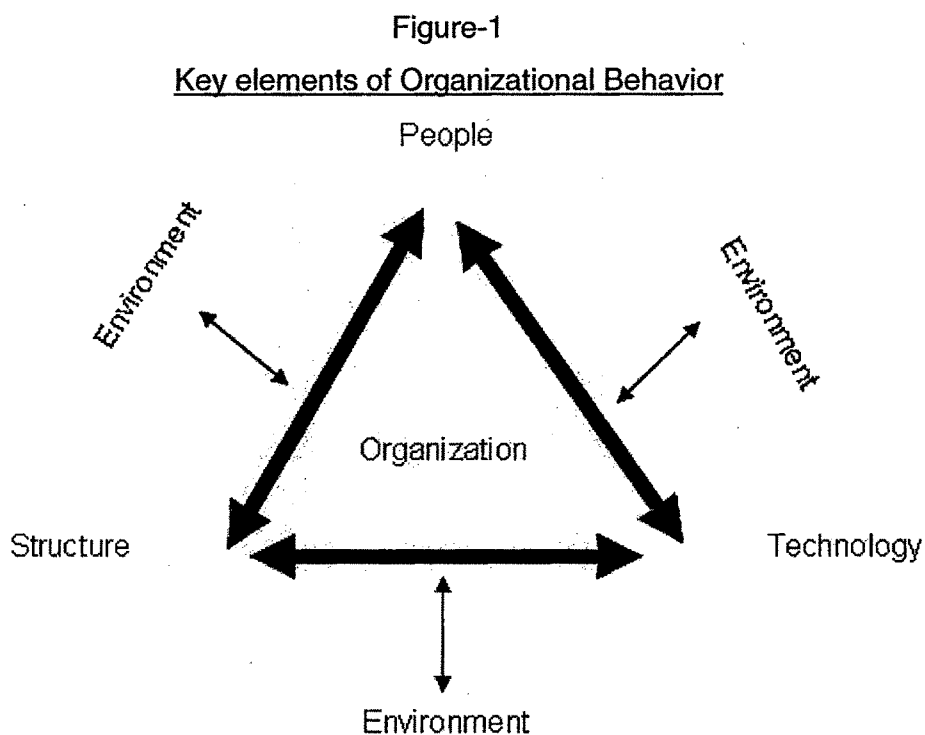 Figure-1
Key elements of Organizational Behavior
People
Environment
Environment
Organization
Structure
Technology
Environment